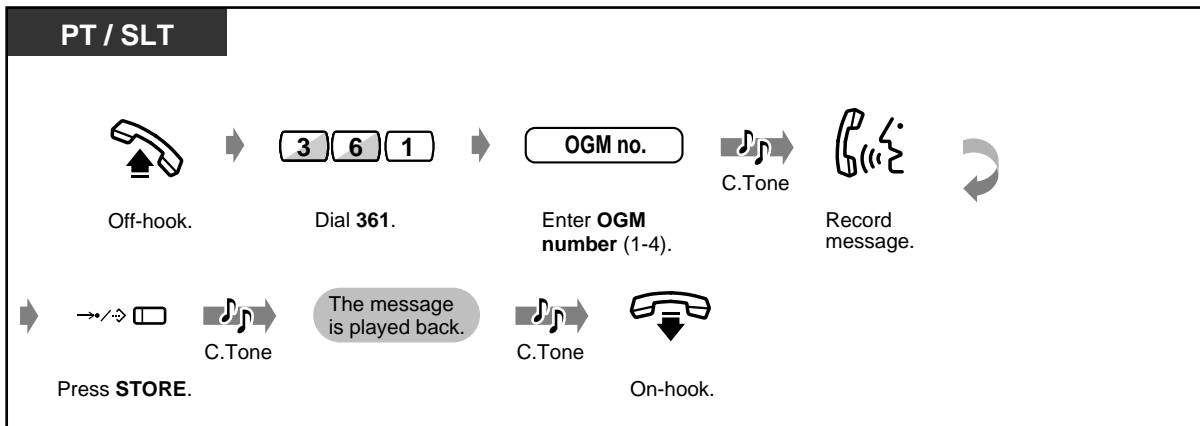 PT / SLT
3 6 1
OGM no.
C.Tone
Off-hook.
Dial 361.
Enter OGM
number (1-4).
Record
message.
The message
is played back.
C.Tone
C.Tone
Press STORE.
On-hook.